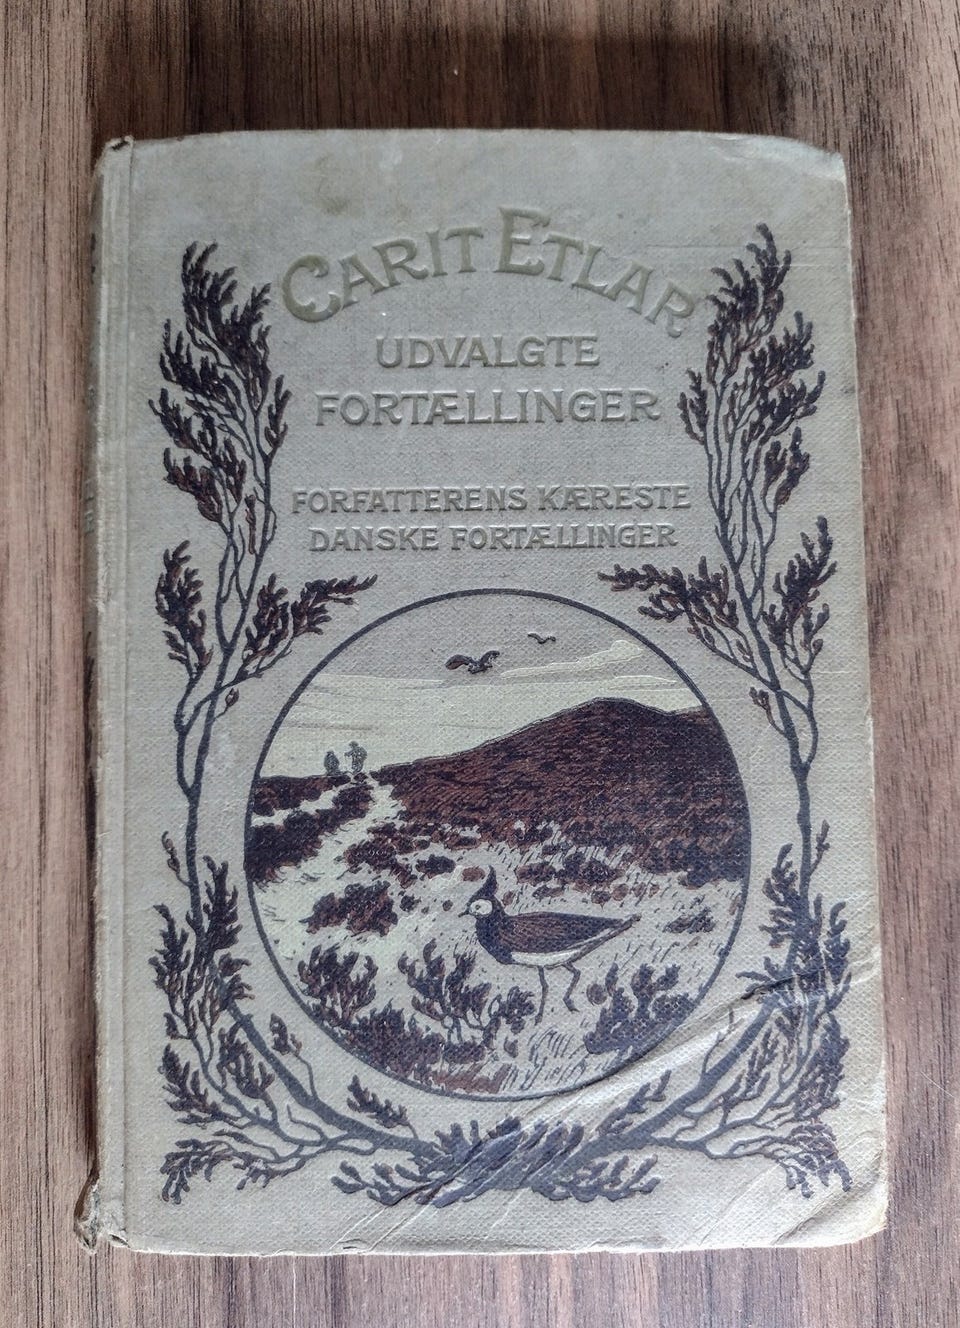 CARIT ETLAR
UDVALGTE
FORTÆLLINGER
FORFATTERENS KÆRESTE
DANSKE FORTÆLLINGER